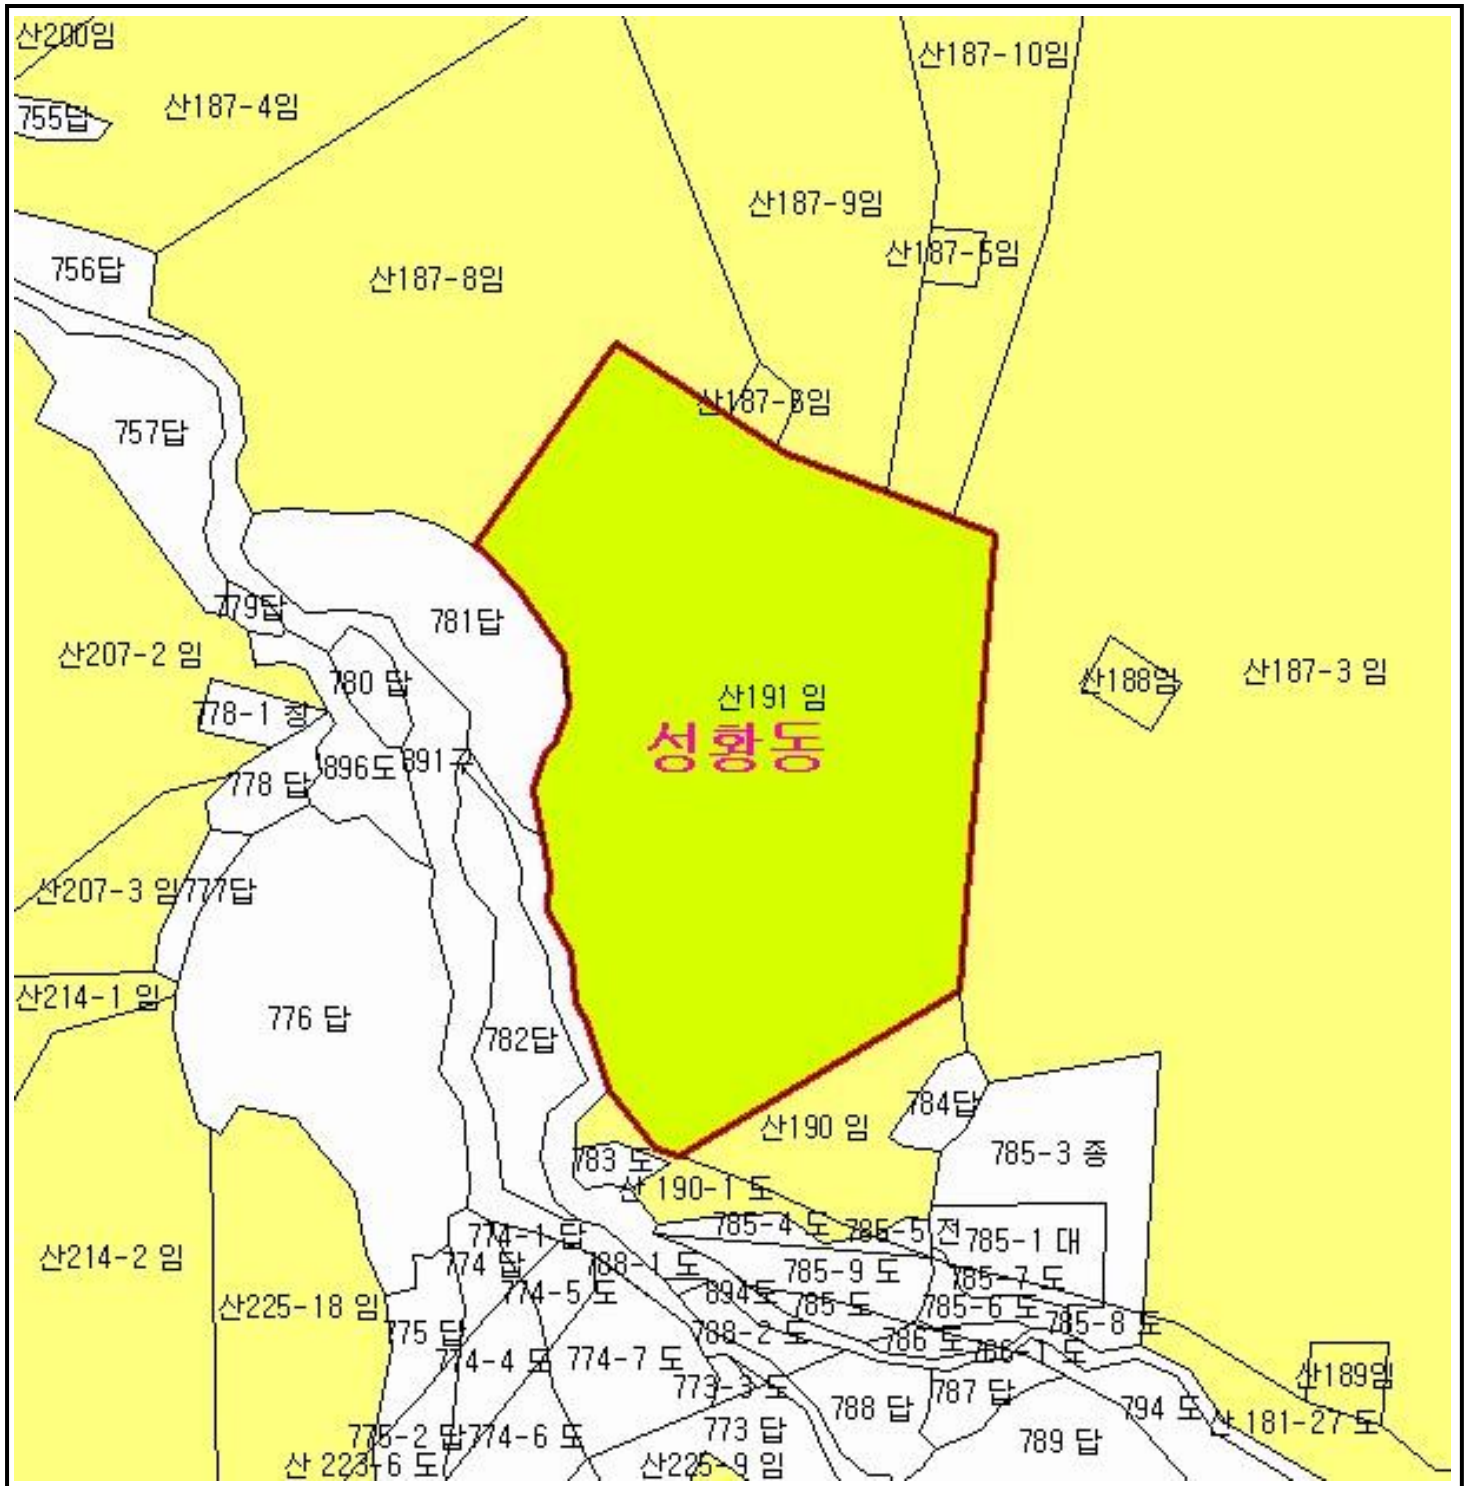 산200임
산187-10임
산187-4임
755답
산187-9임
산187-5임
756답
산187-8임
산187-6임
757답
779답
781답
산207-2 임
780 답
산188임
산187-3 임
산191 임
778-1 창
성황동
896도
891구
778 답
산207-3 임
777답
산214-1 임
776 답
782답
784답
산190 임
783 도
785-3 종
산 190-1 도
785-4 도
785-5 전
774-1 답
785-1 대
산214-2 임
774 답
788-1 도
785-9 도
785-7 도
774-5 도
894도
785 도
785-6 도
산225-18 임
785-8 도
775 답
788-2 도
786 도
786-1 도
774-4 도
774-7 도
773-3 도
산189임
787 답
788 답
794 도
산 181-27 도
775-2 답
774-6 도
773 답
789 답
산 223-6 도
산225-9 임